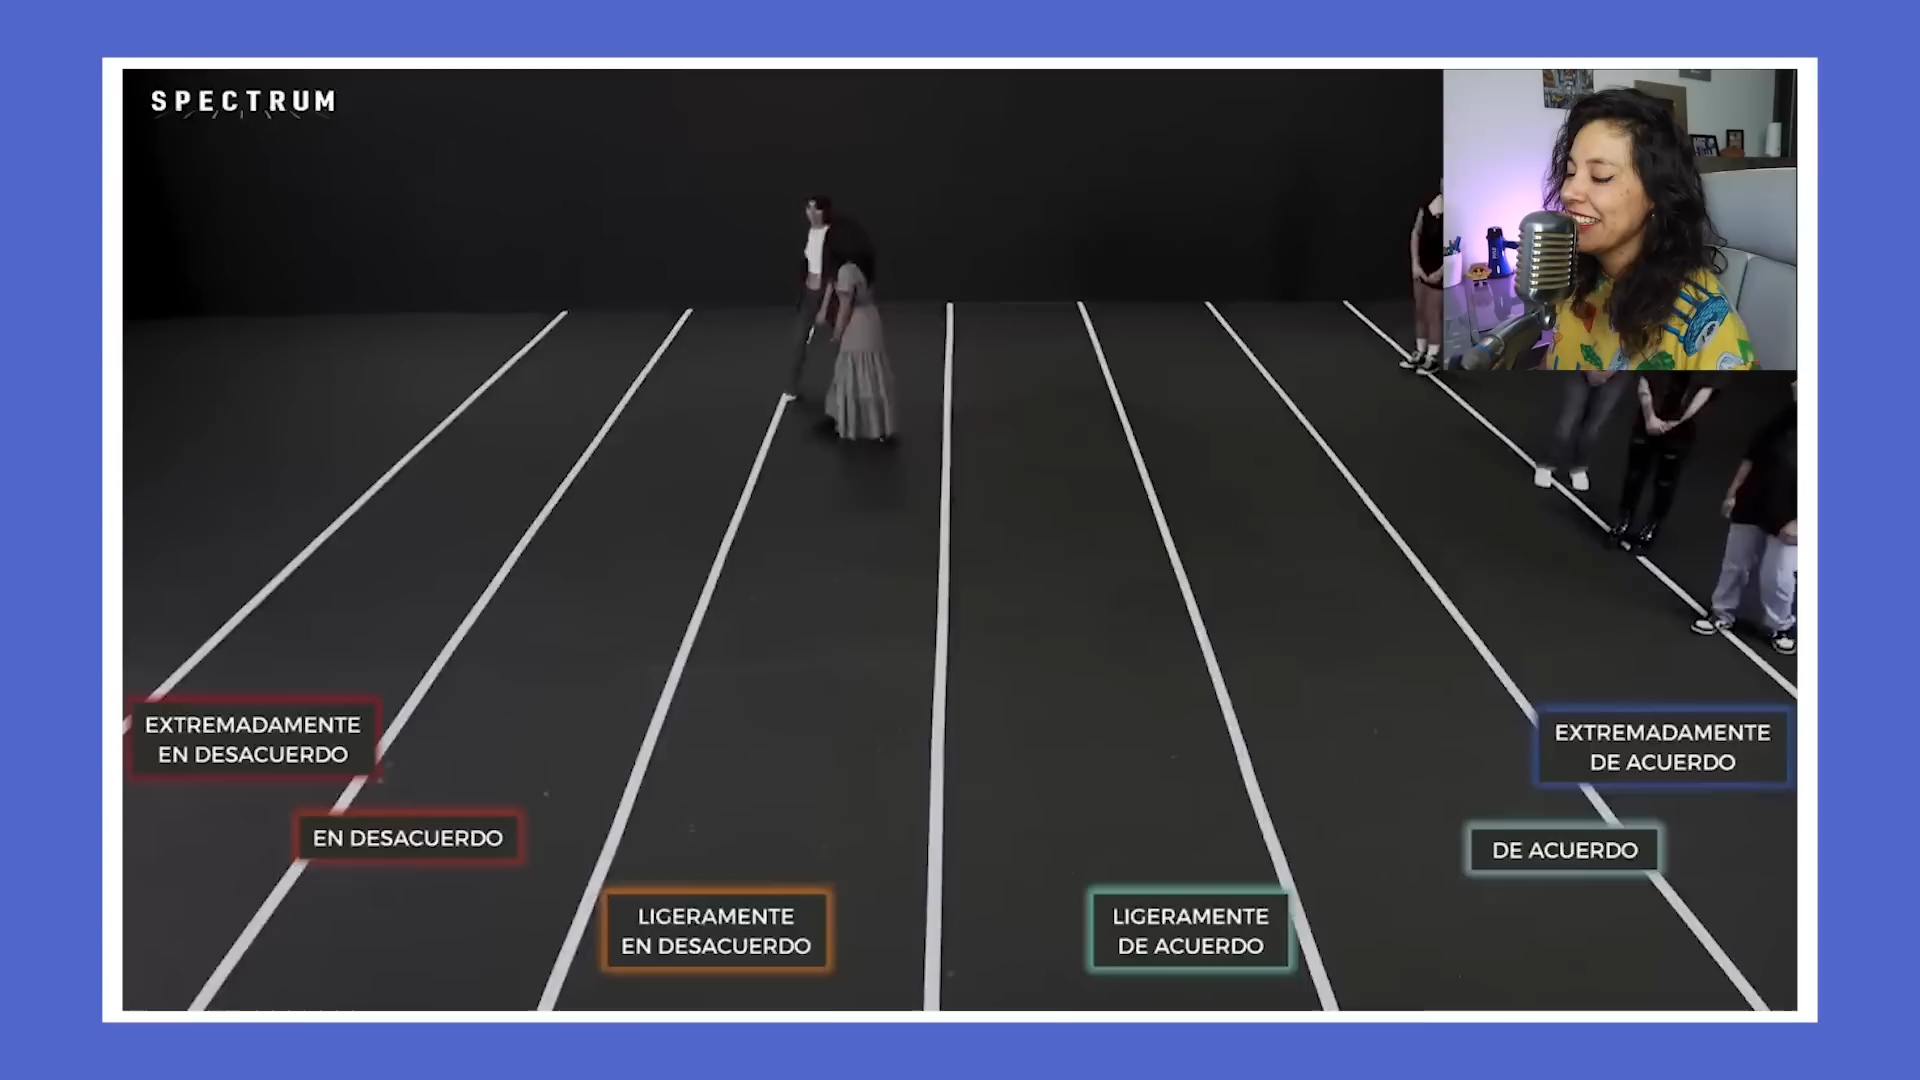 SPECTRUM
EXTREMADAMENTE
EN DESACUERDO
EN DESACUERDO
LIGERAMENTE
EN DESACUERDO
LIGERAMENTE
DE ACUERDO
DE ACUERDO
EXTREMADAMENTE
DE ACUERDO